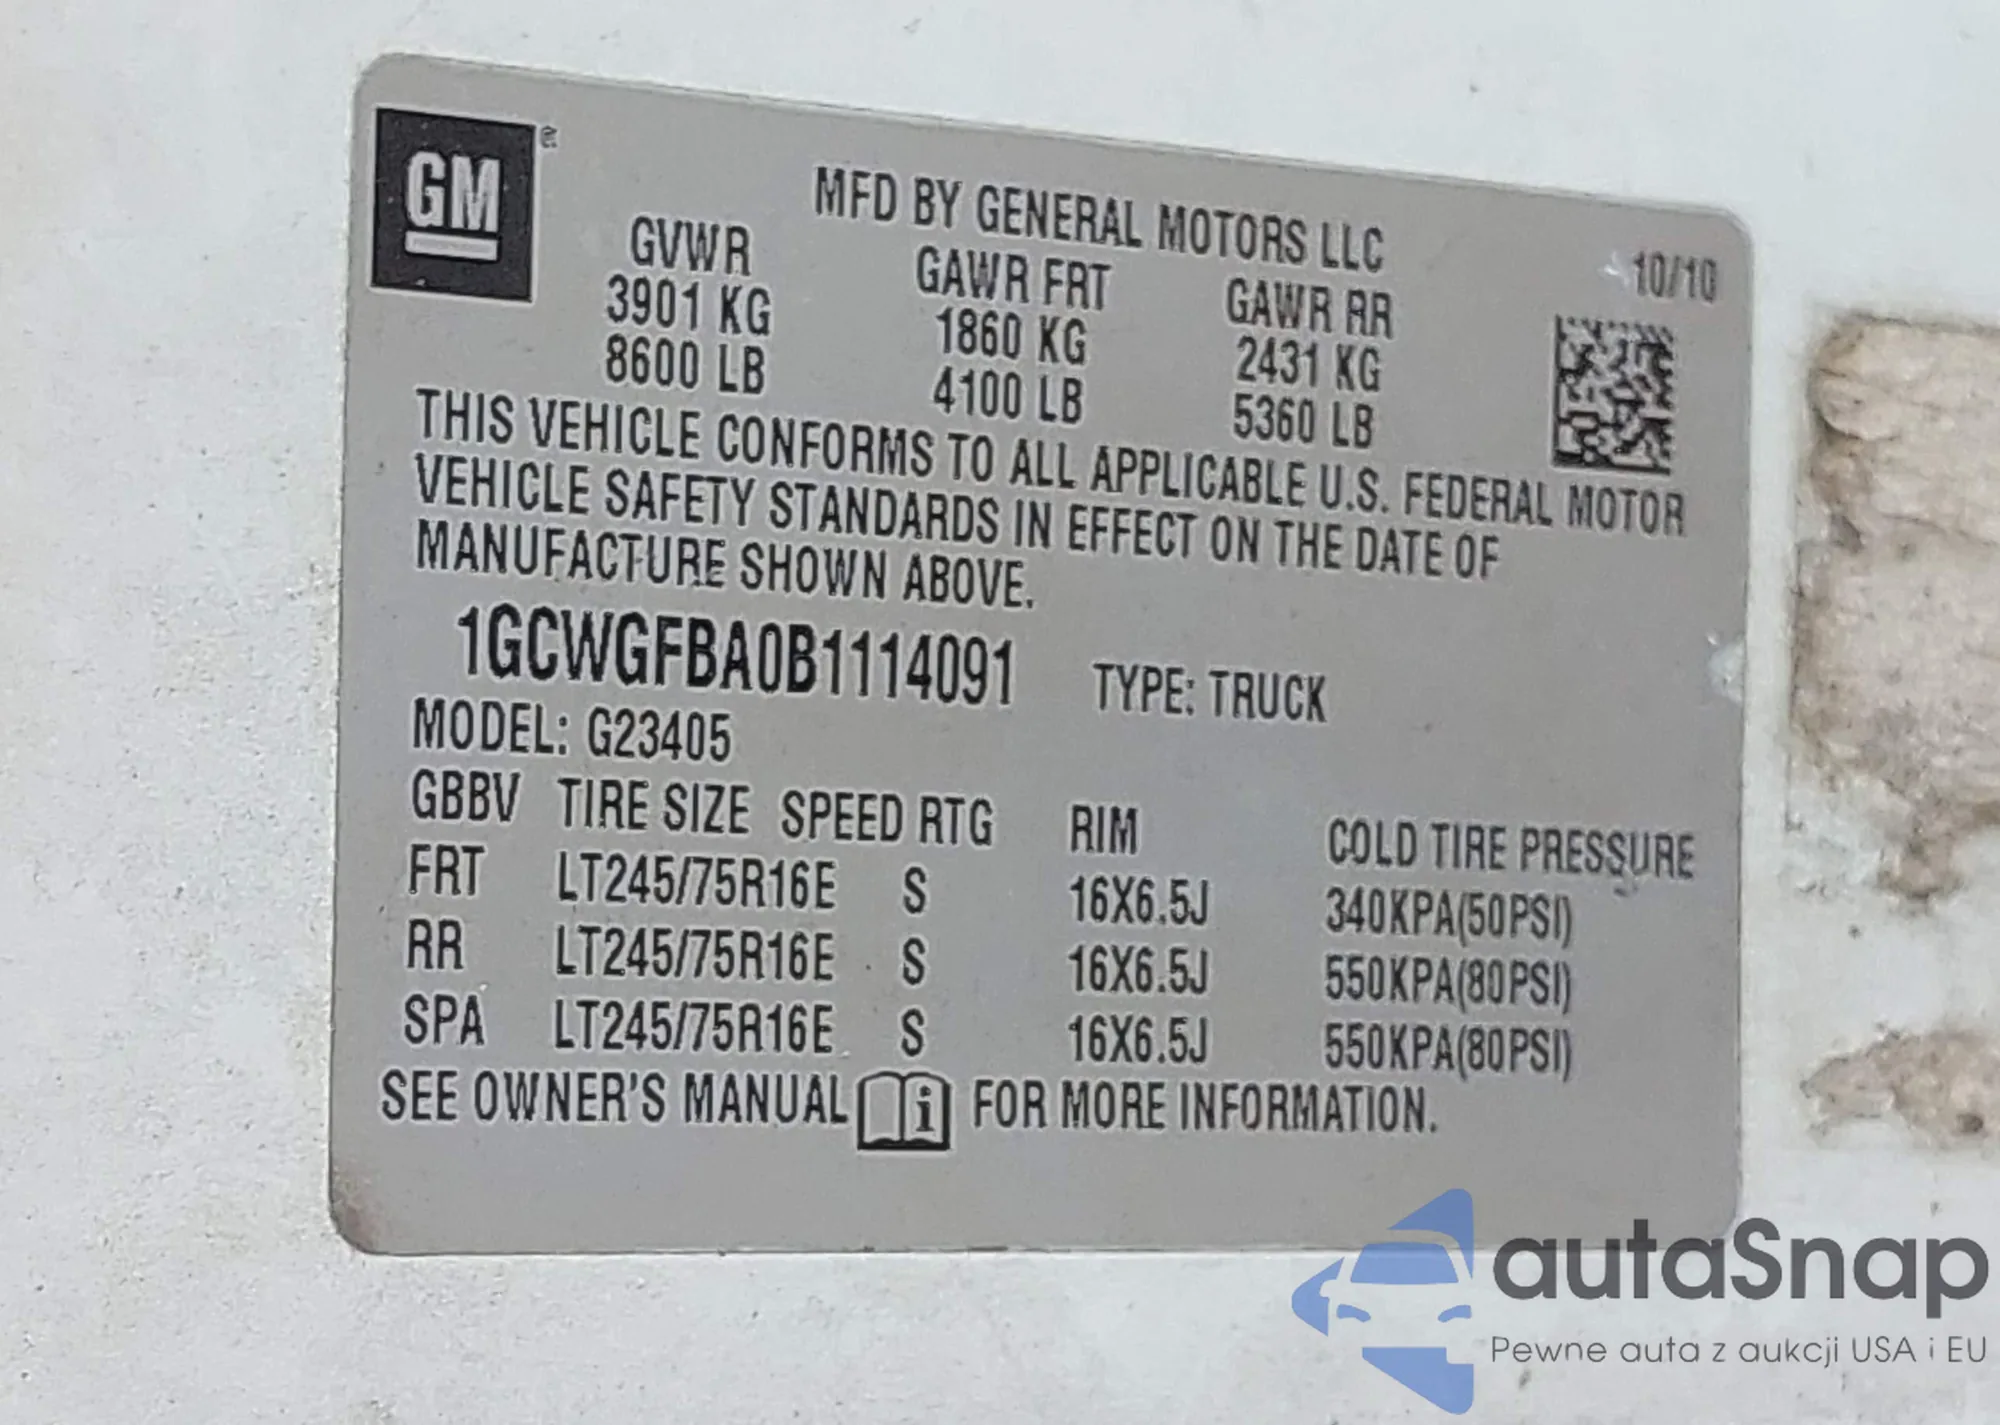 GM ®
MFD BY GENERAL MOTORS LLC
10/10
GVWR GAWR FRT GAWR RR
3901 KG 1860 KG 2431 KG
8600 LB 4100 LB 5360 LB
THIS VEHICLE CONFORMS TO ALL APPLICABLE U.S. FEDERAL MOTOR
VEHICLE SAFETY STANDARDS IN EFFECT ON THE DATE OF
MANUFACTURE SHOWN ABOVE.
1GCWGFBA0B1114091 TYPE: TRUCK
MODEL: G23405
GBBV TIRE SIZE SPEED RTG RIM COLD TIRE PRESSURE
FRT LT245/75R16E S 16X6.5J 340KPA(50PSI)
RR LT245/75R16E S 16X6.5J 550KPA(80PSI)
SPA LT245/75R16E S 16X6.5J 550KPA(80PSI)
SEE OWNER'S MANUAL i FOR MORE INFORMATION.
autaSnap
Pewne auta z aukcji USA i EU